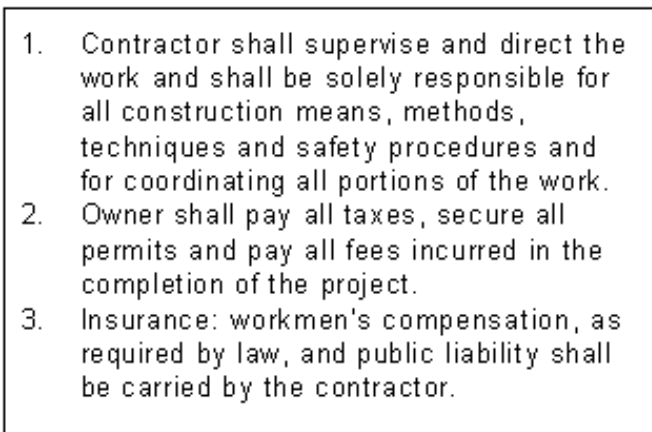 1. Contractor shall supervise and direct the
work and shall be solely responsible for
all construction means, methods,
techniques and safety procedures and
for coordinating all portions of the work.
2. Owner shall pay all taxes, secure all
permits and pay all fees incurred in the
completion of the project.
3. Insurance: workmen's compensation, as
required by law, and public liability shall
be carried by the contractor.